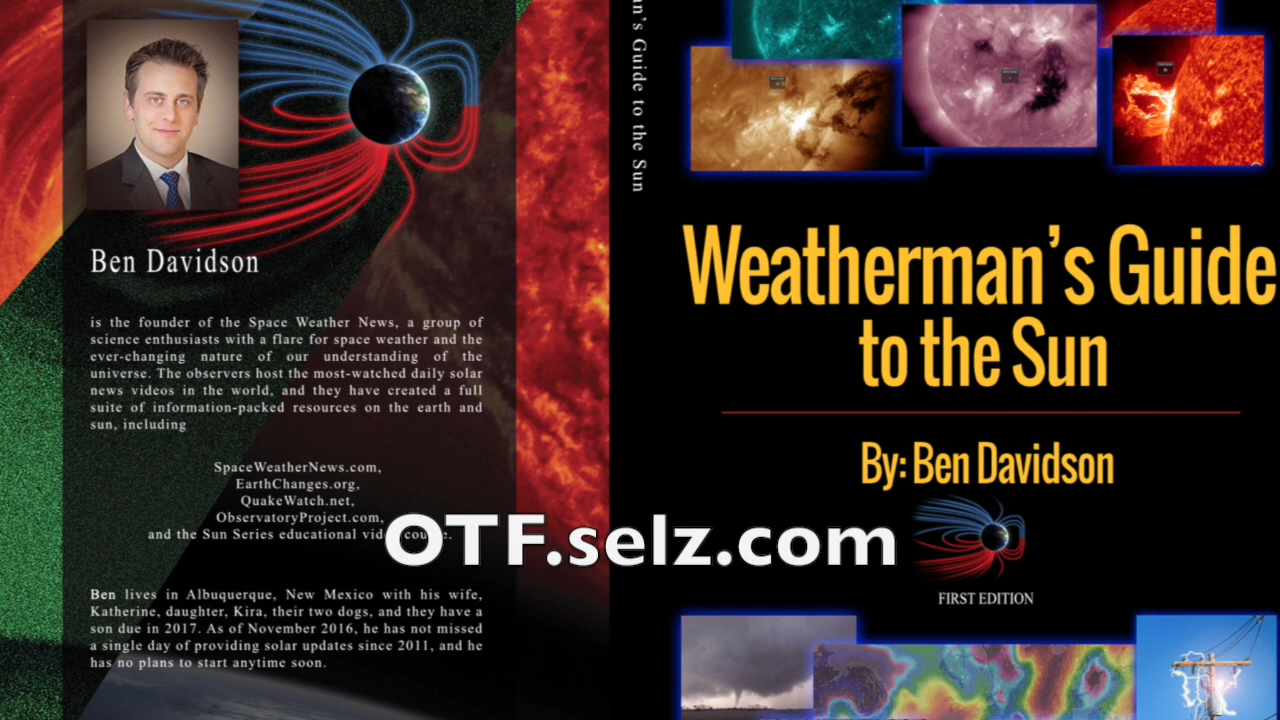 Ben Davidson
is the founder of the Space Weather News, a group of
science enthusiasts with a flare for space weather and the
ever-changing nature of our understanding of the
universe. The observers host the most-watched daily solar
news videos in the world, and they have created a full
suite of information-packed resources on the earth and
sun, including
SpaceWeatherNews.com,
EarthChanges.org,
QuakeWatch.net,
ObservatoryProject.com,
and the Sun Series educational video course.
Ben lives in Albuquerque, New Mexico with his wife,
Katherine, daughter, Kira, their two dogs, and they have a
son due in 2017. As of November 2016, he has not missed
a single day of providing solar updates since 2011, and he
has no plans to start anytime soon.
an's Guide to the Sun
Weatherman's Guide
to the Sun
By: Ben Davidson
FIRST EDITION
OTF.selz.com